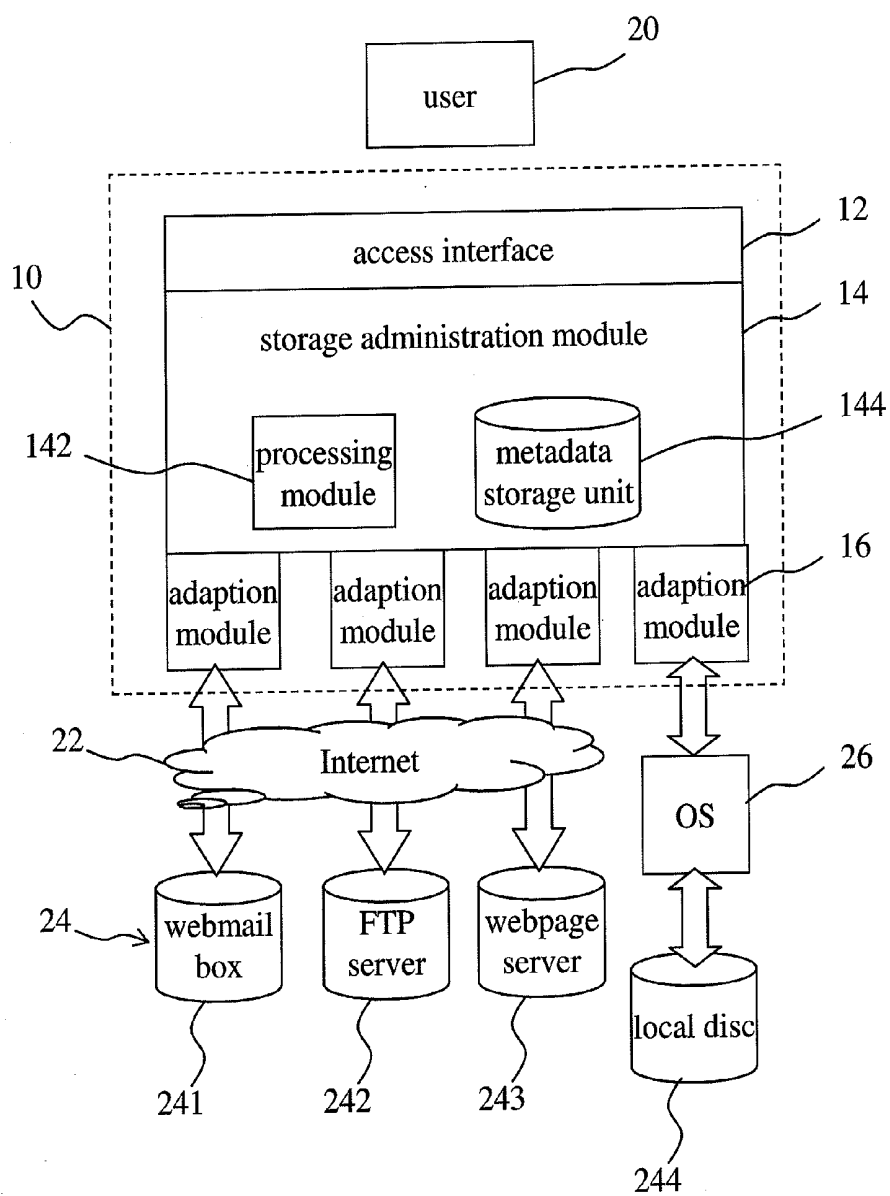 20
user
12
access interface
10
14
storage administration module
144
142
processing
module
metadata
storage unit
16
adaption
module
adaption
module
adaption
module
adaption
module
22
Internet
26
OS
24
webmail
box
FTP
server
webpage
server
local disc
241
242
243
244